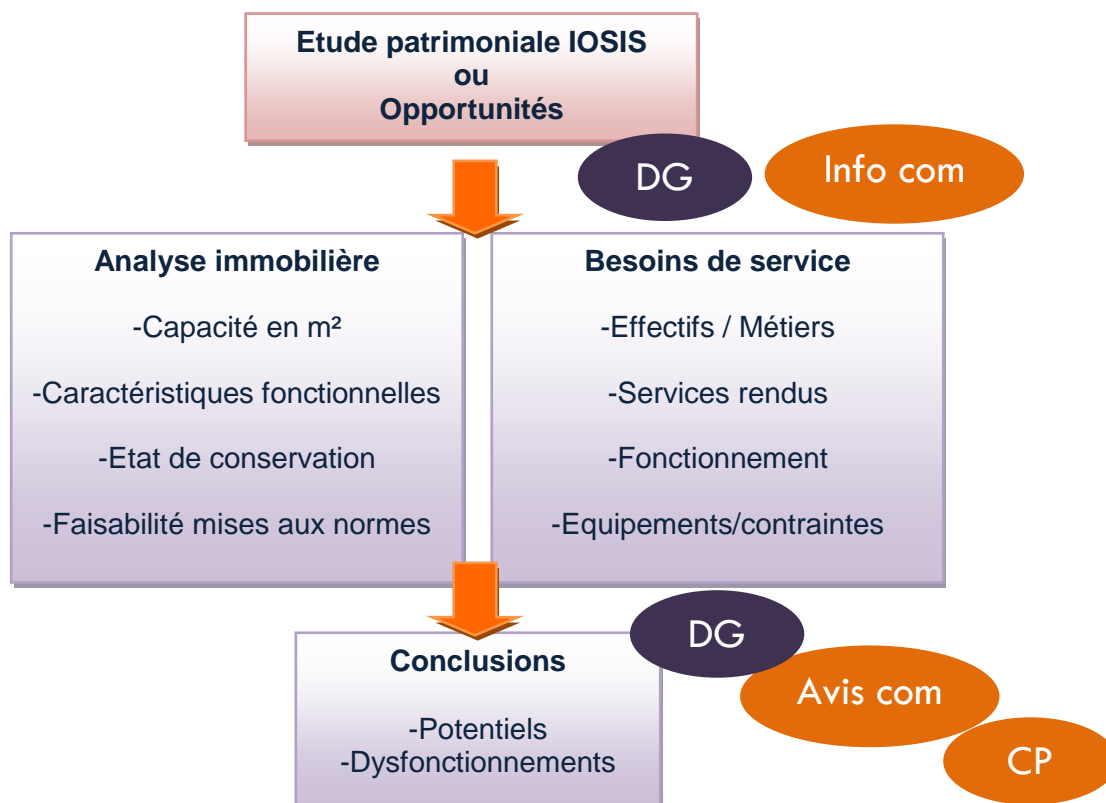 Etude patrimoniale IOSIS
ou
Opportunités
DG
Info com
Analyse immobilière
-Capacité en m²
-Caractéristiques fonctionnelles
-Etat de conservation
-Faisabilité mises aux normes
Besoins de service
-Effectifs / Métiers
-Services rendus
-Fonctionnement
-Equipements/contraintes
DG
Avis com
CP
Conclusions
-Potentiels
-Dysfonctionnements